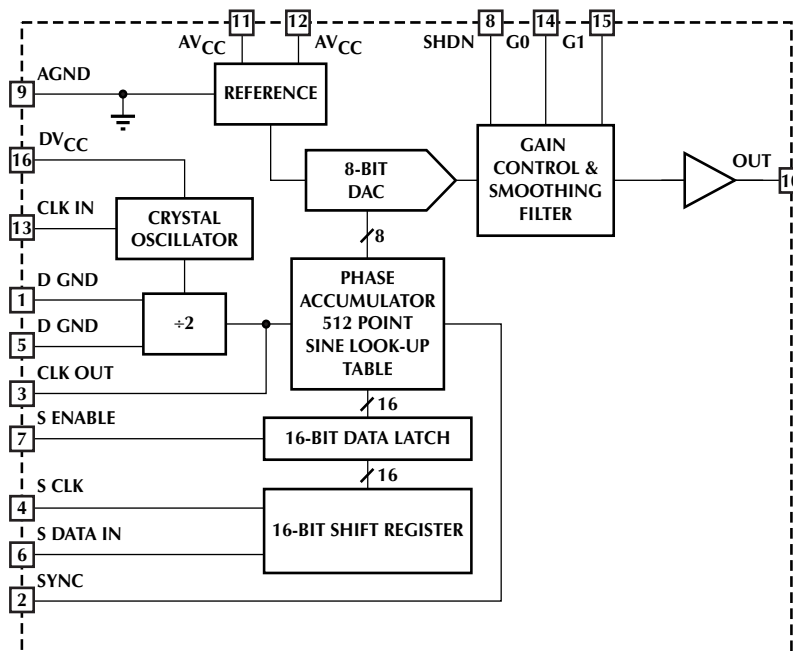 11
12
8
14
15
AVCC
AVCC
SHDN
G0
G1
AGND
9
REFERENCE
DVCC
16
8-BIT
DAC
GAIN
CONTROL &
SMOOTHING
FILTER
OUT
CLK IN
13
CRYSTAL
OSCILLATOR
8
D GND
1
÷2
PHASE
ACCUMULATOR
512 POINT
SINE LOOK-UP
TABLE
D GND
5
CLK OUT
3
16
S ENABLE
7
16-BIT DATA LATCH
16
S CLK
4
16-BIT SHIFT REGISTER
S DATA IN
6
SYNC
2